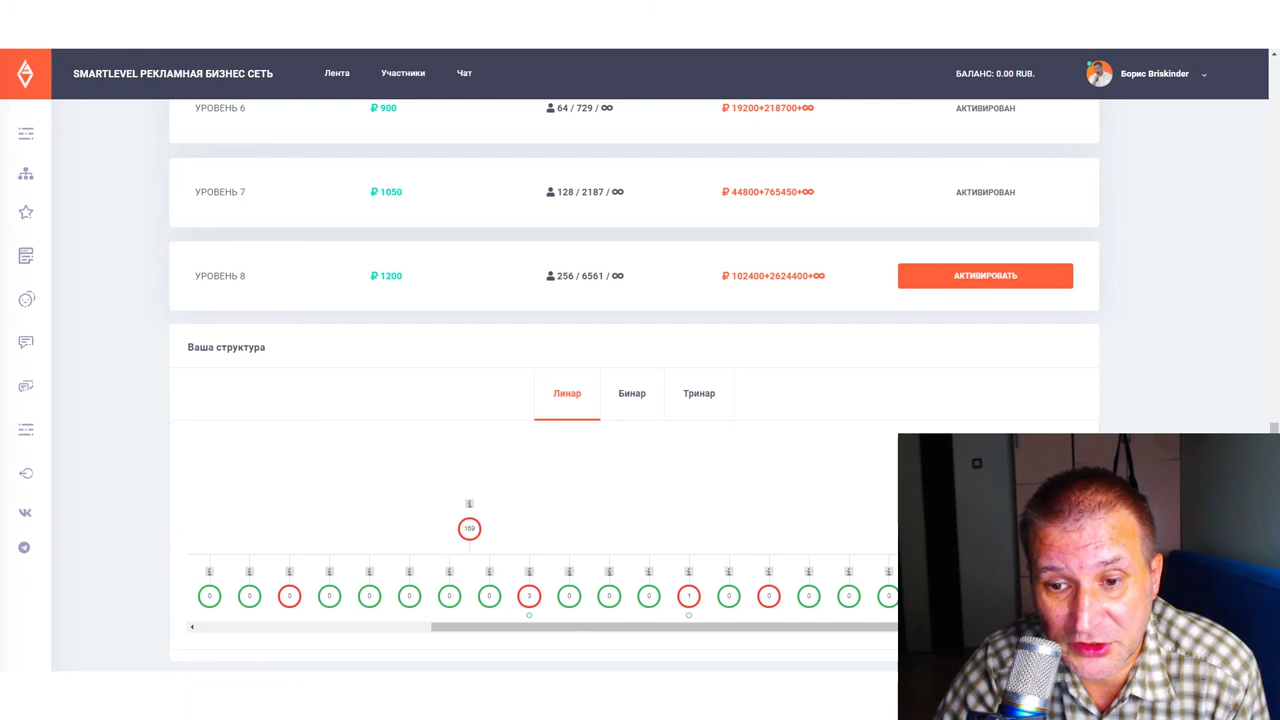 SMARTLEVEL РЕКЛАМНАЯ БИЗНЕС СЕТЬ
Лента
Участники
Чат
БАЛАНС: 0.00 RUB.
Борис Briskinder
УРОВЕНЬ 6
₽ 900
64 / 729 / ∞
₽ 19200+218700+∞
АКТИВИРОВАН
УРОВЕНЬ 7
₽ 1050
128 / 2187 / ∞
₽ 44800+765450+∞
АКТИВИРОВАН
УРОВЕНЬ 8
₽ 1200
256 / 6561 / ∞
₽ 102400+2624400+∞
АКТИВИРОВАТЬ
Ваша структура
Линар
Бинар
Тринар
169
0 0 0 0 0 0 0 0 3 0 0 0 1 0 0 0 0 0